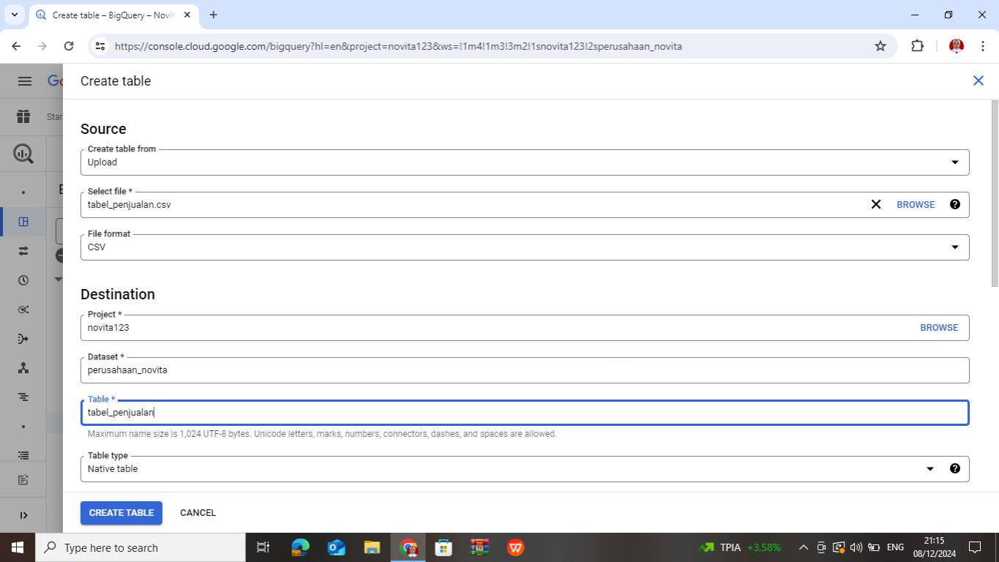 Create table – BigQuery – Novit
https://console.cloud.google.com/bigquery?hl=en&project=novita123&ws=!1m4!1m3!3m2!1snovita123!2sperusahaan_novita
Create table
Star
Source
Create table from
Upload
Select file *
tabel_penjualan.csv
BROWSE
File format
CSV
Destination
Project *
novita123
BROWSE
Dataset *
perusahaan_novita
Table *
tabel_penjualan
Maximum name size is 1,024 UTF-8 bytes. Unicode letters, marks, numbers, connectors, dashes, and spaces are allowed.
Table type
Native table
CREATE TABLE CANCEL
Type here to search
TPIA +3,58%
ENG
21:15
08/12/2024